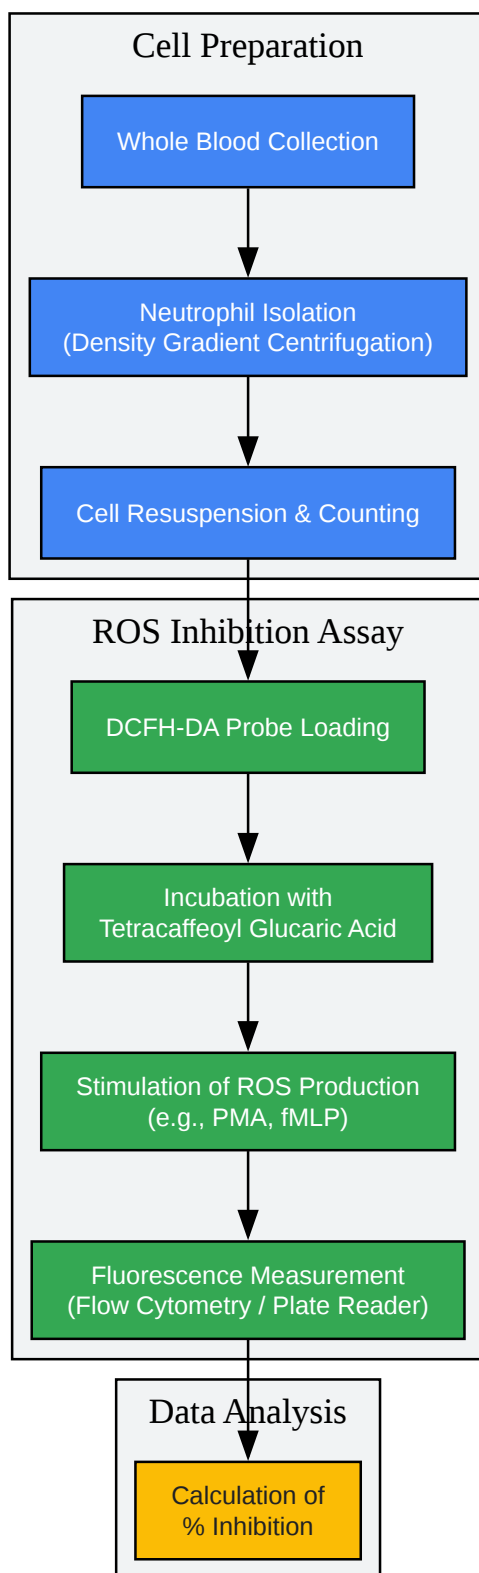 Cell Preparation
Whole Blood Collection
Neutrophil Isolation
(Density Gradient Centrifugation)
Cell Resuspension & Counting
ROS Inhibition Assay
DCFH-DA Probe Loading
Incubation with
Tetracaffeoyl Glucaric Acid
Stimulation of ROS Production
(e.g., PMA, fMLP)
Fluorescence Measurement
(Flow Cytometry / Plate Reader)
Data Analysis
Calculation of
% Inhibition